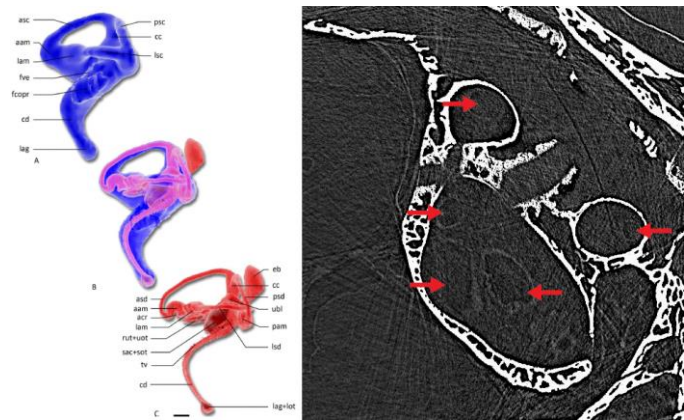 asc
psc
aam
cc
lam
lsc
fve
fcopr
cd
lag
A
B
eb
cc
asd
psd
aam
ubl
acr
lam
pam
rut+uot
lsd
sac+sot
tv
cd
lag+lot
C